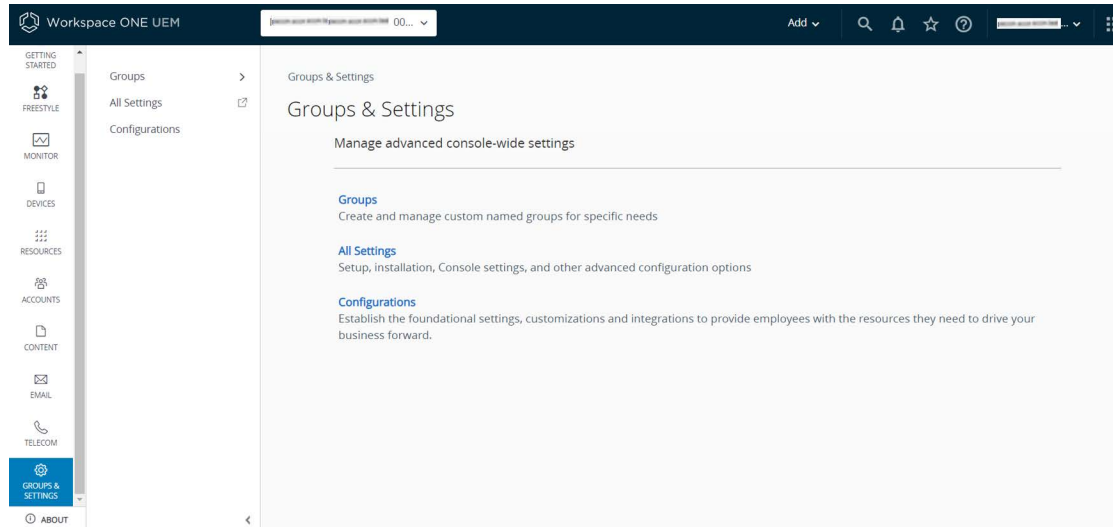 Workspace ONE UEM
00...
Add
GETTING
STARTED
FREESTYLE
MONITOR
DEVICES
RESOURCES
ACCOUNTS
CONTENT
EMAIL
TELECOM
GROUPS &
SETTINGS
ABOUT
Groups
All Settings
Configurations
Groups & Settings
Groups & Settings
Manage advanced console-wide settings
Groups
Create and manage custom named groups for specific needs
All Settings
Setup, installation, Console settings, and other advanced configuration options
Configurations
Establish the foundational settings, customizations and integrations to provide employees with the resources they need to drive your
business forward.